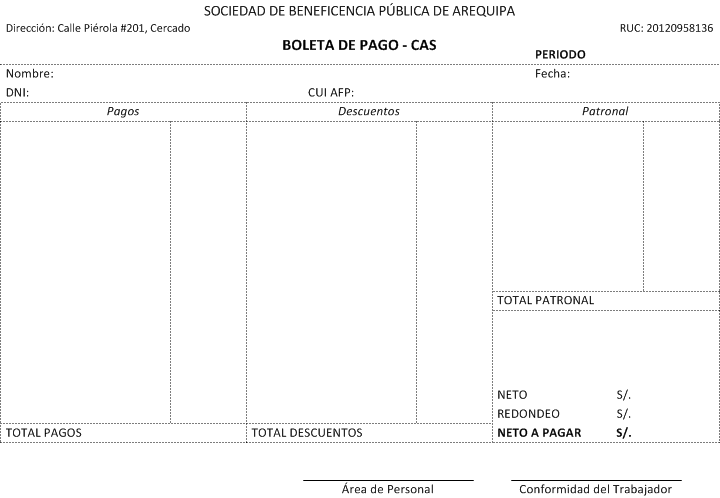 SOCIEDAD DE BENEFICENCIA PÚBLICA DE AREQUIPA
Dirección: Calle Piérola #201, Cercado
RUC: 20120958136
BOLETA DE PAGO - CAS
PERIODO
Nombre:
Fecha:
DNI:
CUI AFP:
Pagos
Descuentos
Patronal
TOTAL PATRONAL
NETO S/.
REDONDEO S/.
TOTAL PAGOS
TOTAL DESCUENTOS
NETO A PAGAR S/.
Área de Personal
Conformidad del Trabajador